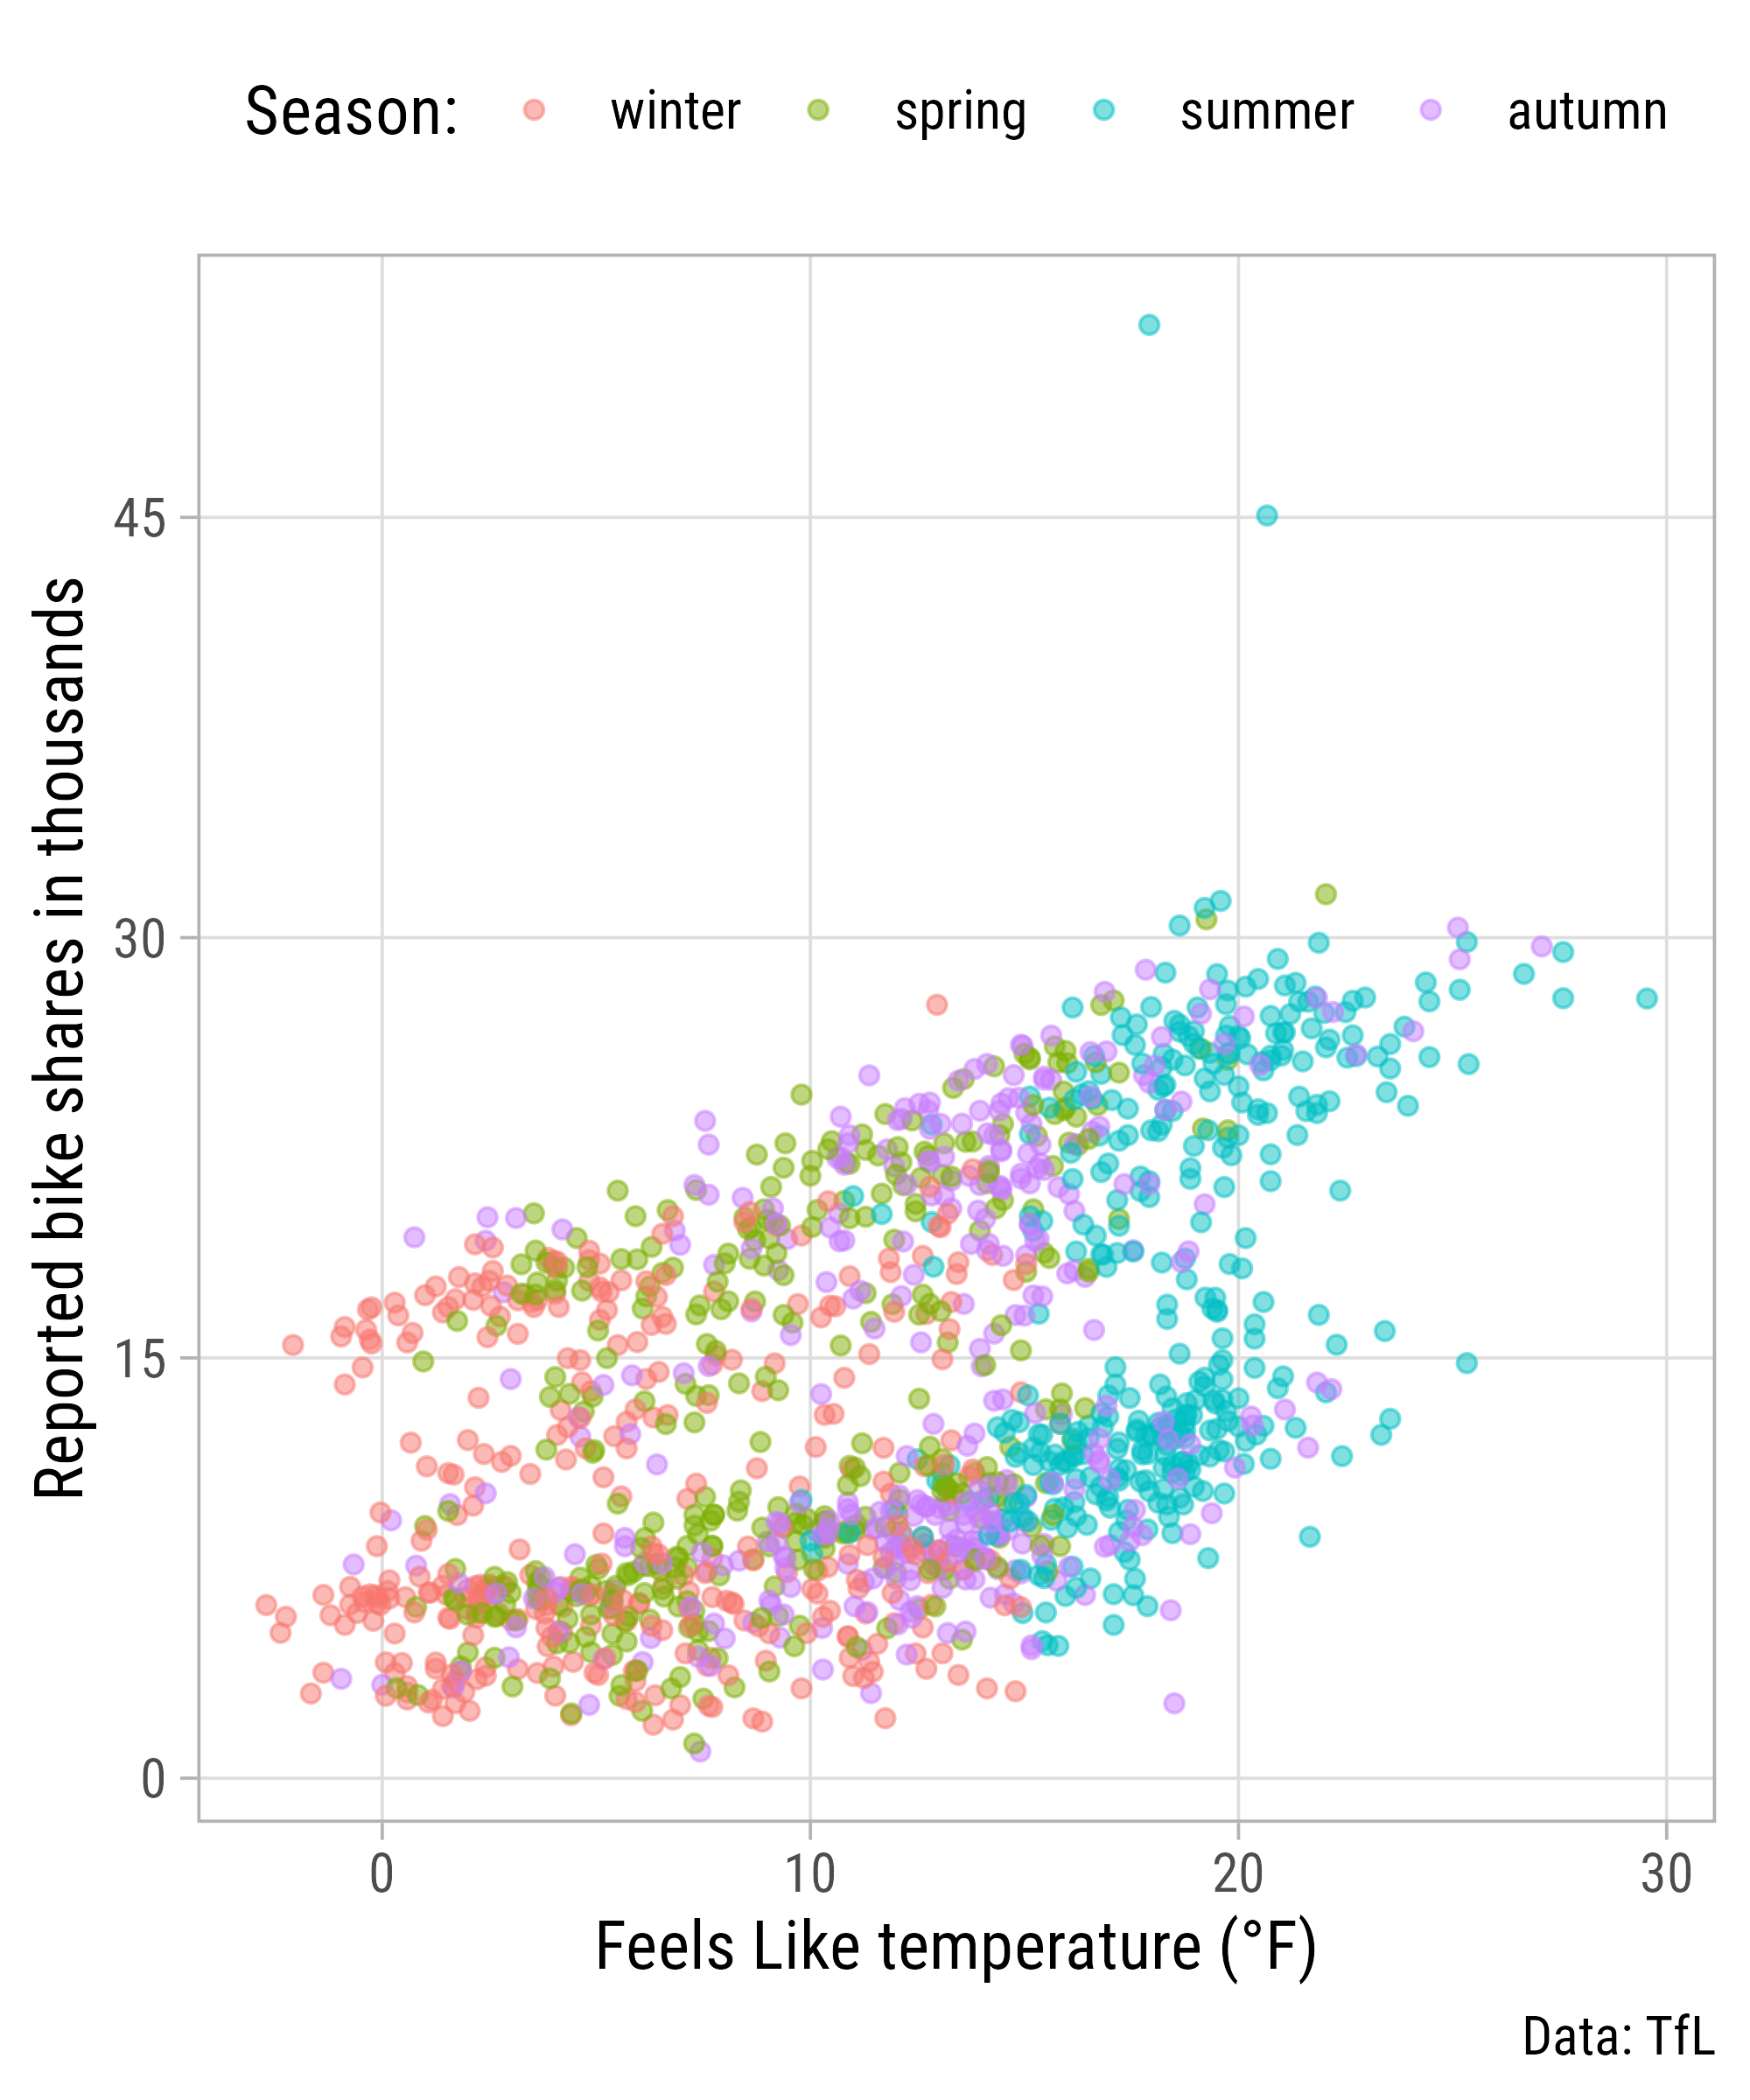 Season: winter spring summer autumn
Reported bike shares in thousands
45
30
15
0
0 10 20 30
Feels Like temperature (°F)
Data: TfL